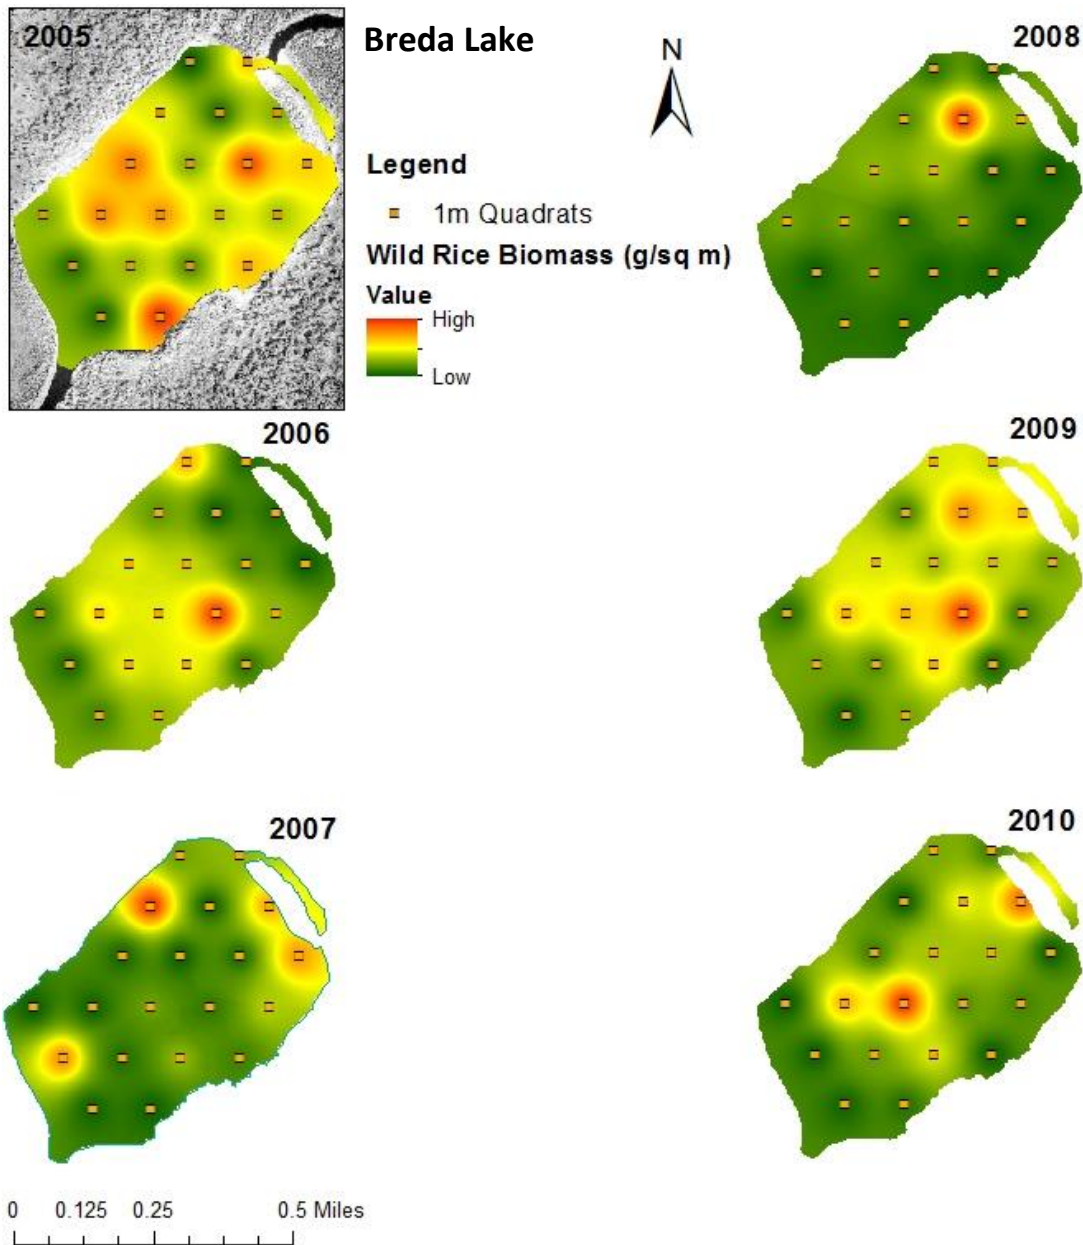 2005
Breda Lake
N
2008
Legend
1m Quadrats
Wild Rice Biomass (g/sq m)
Value
High
Low
2006
2009
2007
2010
0 0.125 0.25 0.5 Miles